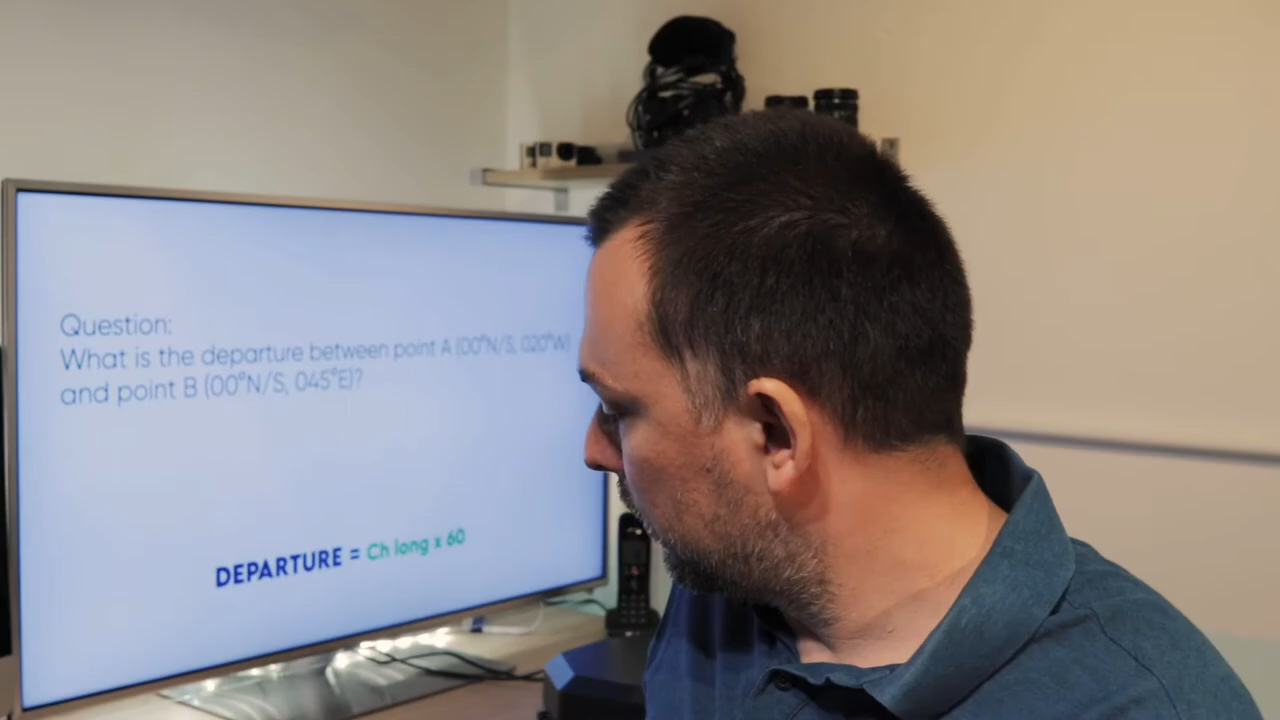 Question:
What is the departure between point A (00°N/S, 020°W)
and point B (00°N/S, 045°E)?
DEPARTURE = Ch long x 60